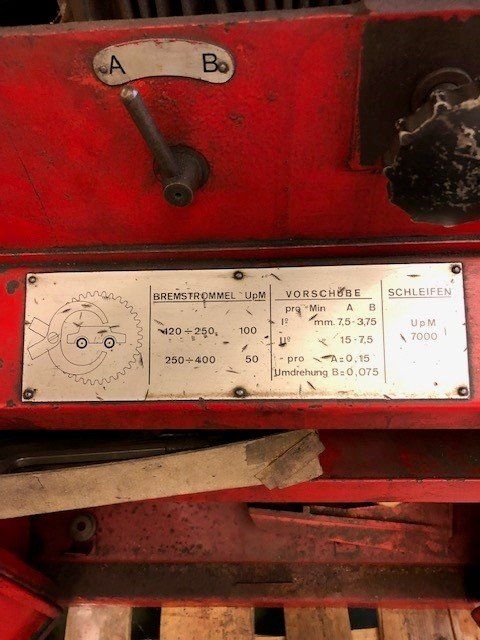 A B
BREMSTROMMEL UpM
120÷250 100
250÷400 50
VORSCHÜBE
pro Min A B
I° mm. 7,5-3,75
II° " 15-7,5
pro A=0,15
Umdrehung B=0,075
SCHLEIFEN
UpM
7000